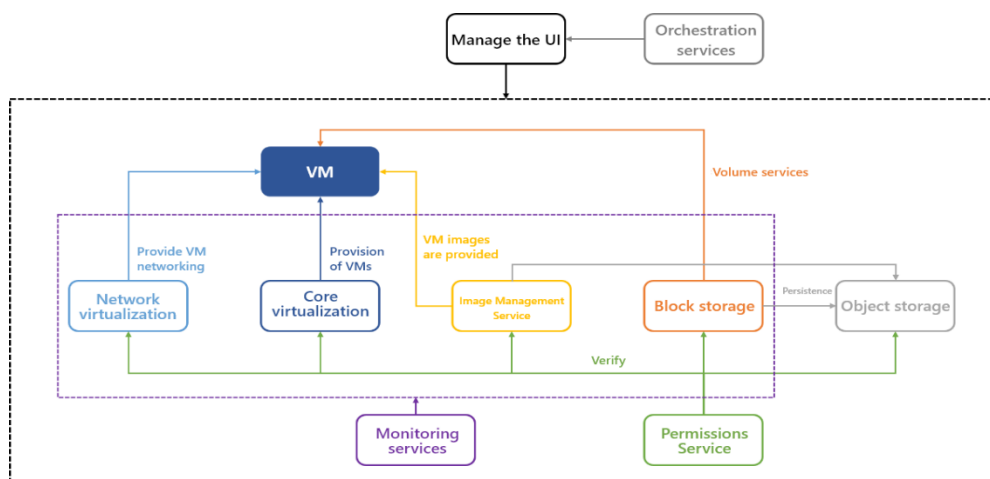 Manage the UI
Orchestration
services
VM
Volume services
Provide VM
networking
Provision
of VMs
VM images
are provided
Network
virtualization
Core
virtualization
Image Management
Service
Block storage
Persistence
Object storage
Verify
Monitoring
services
Permissions
Service